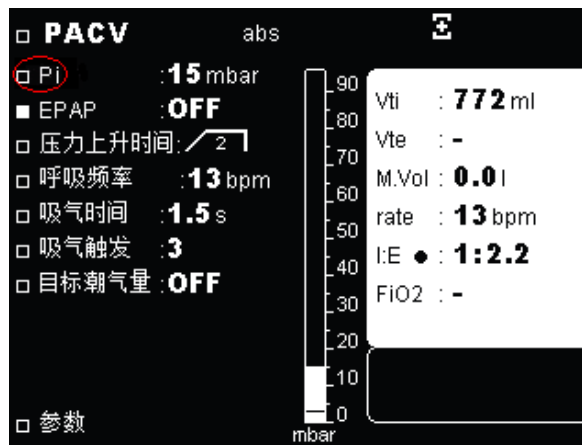 PACV abs
Pi :15 mbar
EPAP :OFF
压力上升时间: 2
呼吸频率 :13 bpm
吸气时间 :1.5 s
吸气触发 :3
目标潮气量 :OFF
参数
90
80
70
60
50
40
30
20
10
0
mbar
Vti : 772 ml
Vte : -
M.Vol : 0.0 l
rate : 13 bpm
I:E ● : 1:2.2
FiO2 : -